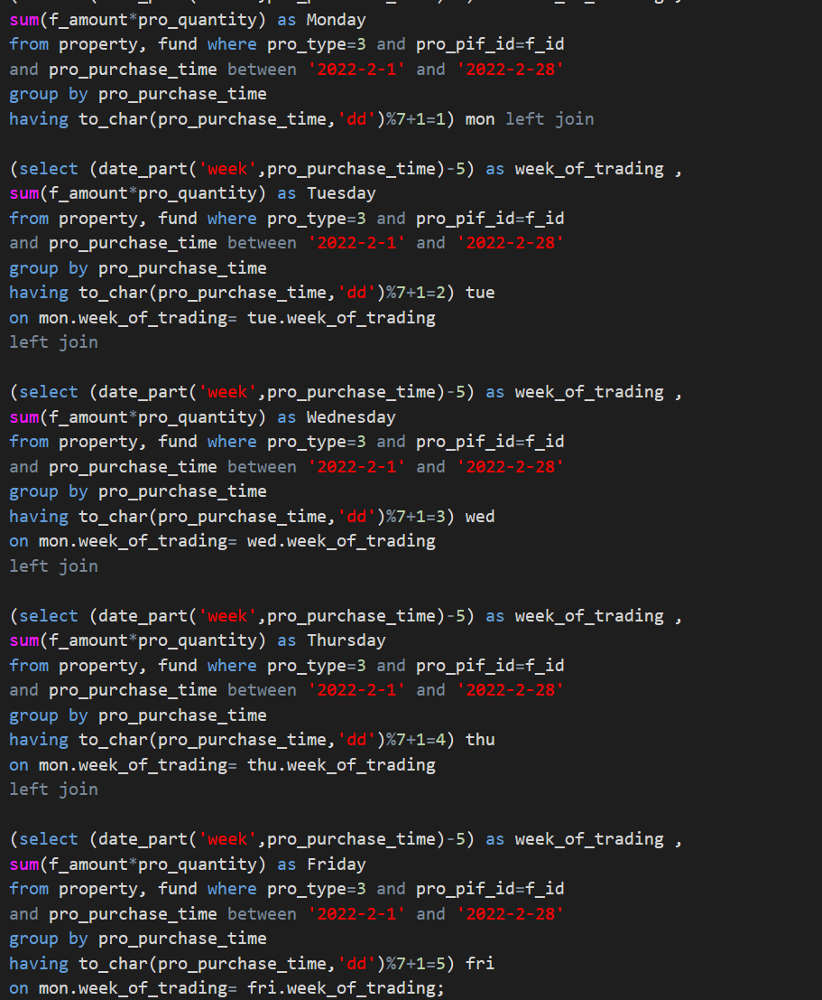 sum(f_amount*pro_quantity) as Monday
from property, fund where pro_type=3 and pro_pif_id=f_id
and pro_purchase_time between '2022-2-1' and '2022-2-28'
group by pro_purchase_time
having to_char(pro_purchase_time,'dd')%7+1=1) mon left join
(select (date_part('week',pro_purchase_time)-5) as week_of_trading ,
sum(f_amount*pro_quantity) as Tuesday
from property, fund where pro_type=3 and pro_pif_id=f_id
and pro_purchase_time between '2022-2-1' and '2022-2-28'
group by pro_purchase_time
having to_char(pro_purchase_time,'dd')%7+1=2) tue
on mon.week_of_trading= tue.week_of_trading
left join
(select (date_part('week',pro_purchase_time)-5) as week_of_trading ,
sum(f_amount*pro_quantity) as Wednesday
from property, fund where pro_type=3 and pro_pif_id=f_id
and pro_purchase_time between '2022-2-1' and '2022-2-28'
group by pro_purchase_time
having to_char(pro_purchase_time,'dd')%7+1=3) wed
on mon.week_of_trading= wed.week_of_trading
left join
(select (date_part('week',pro_purchase_time)-5) as week_of_trading ,
sum(f_amount*pro_quantity) as Thursday
from property, fund where pro_type=3 and pro_pif_id=f_id
and pro_purchase_time between '2022-2-1' and '2022-2-28'
group by pro_purchase_time
having to_char(pro_purchase_time,'dd')%7+1=4) thu
on mon.week_of_trading= thu.week_of_trading
left join
(select (date_part('week',pro_purchase_time)-5) as week_of_trading ,
sum(f_amount*pro_quantity) as Friday
from property, fund where pro_type=3 and pro_pif_id=f_id
and pro_purchase_time between '2022-2-1' and '2022-2-28'
group by pro_purchase_time
having to_char(pro_purchase_time,'dd')%7+1=5) fri
on mon.week_of_trading= fri.week_of_trading;